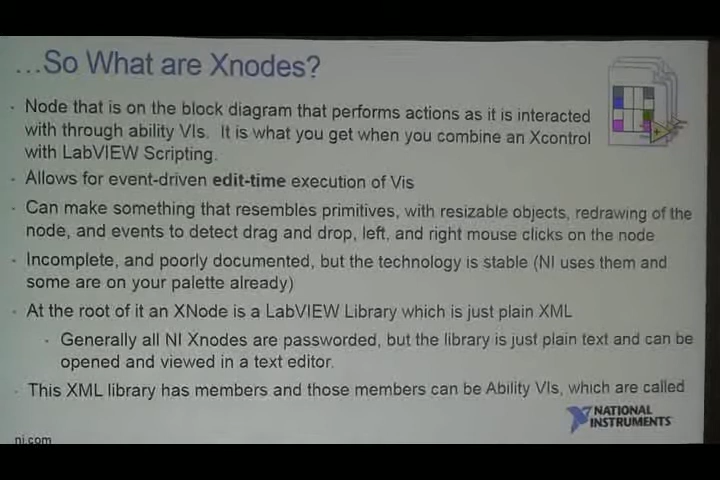 ...So What are Xnodes?
· Node that is on the block diagram that performs actions as it is interacted
with through ability VIs. It is what you get when you combine an Xcontrol
with LabVIEW Scripting.
· Allows for event-driven edit-time execution of Vis
· Can make something that resembles primitives, with resizable objects, redrawing of the
node, and events to detect drag and drop, left, and right mouse clicks on the node
· Incomplete, and poorly documented, but the technology is stable (NI uses them and
some are on your palette already)
· At the root of it an XNode is a LabVIEW Library which is just plain XML
· Generally all NI Xnodes are passworded, but the library is just plain text and can be
opened and viewed in a text editor.
· This XML library has members and those members can be Ability VIs, which are called
NATIONAL
INSTRUMENTS
ni.com